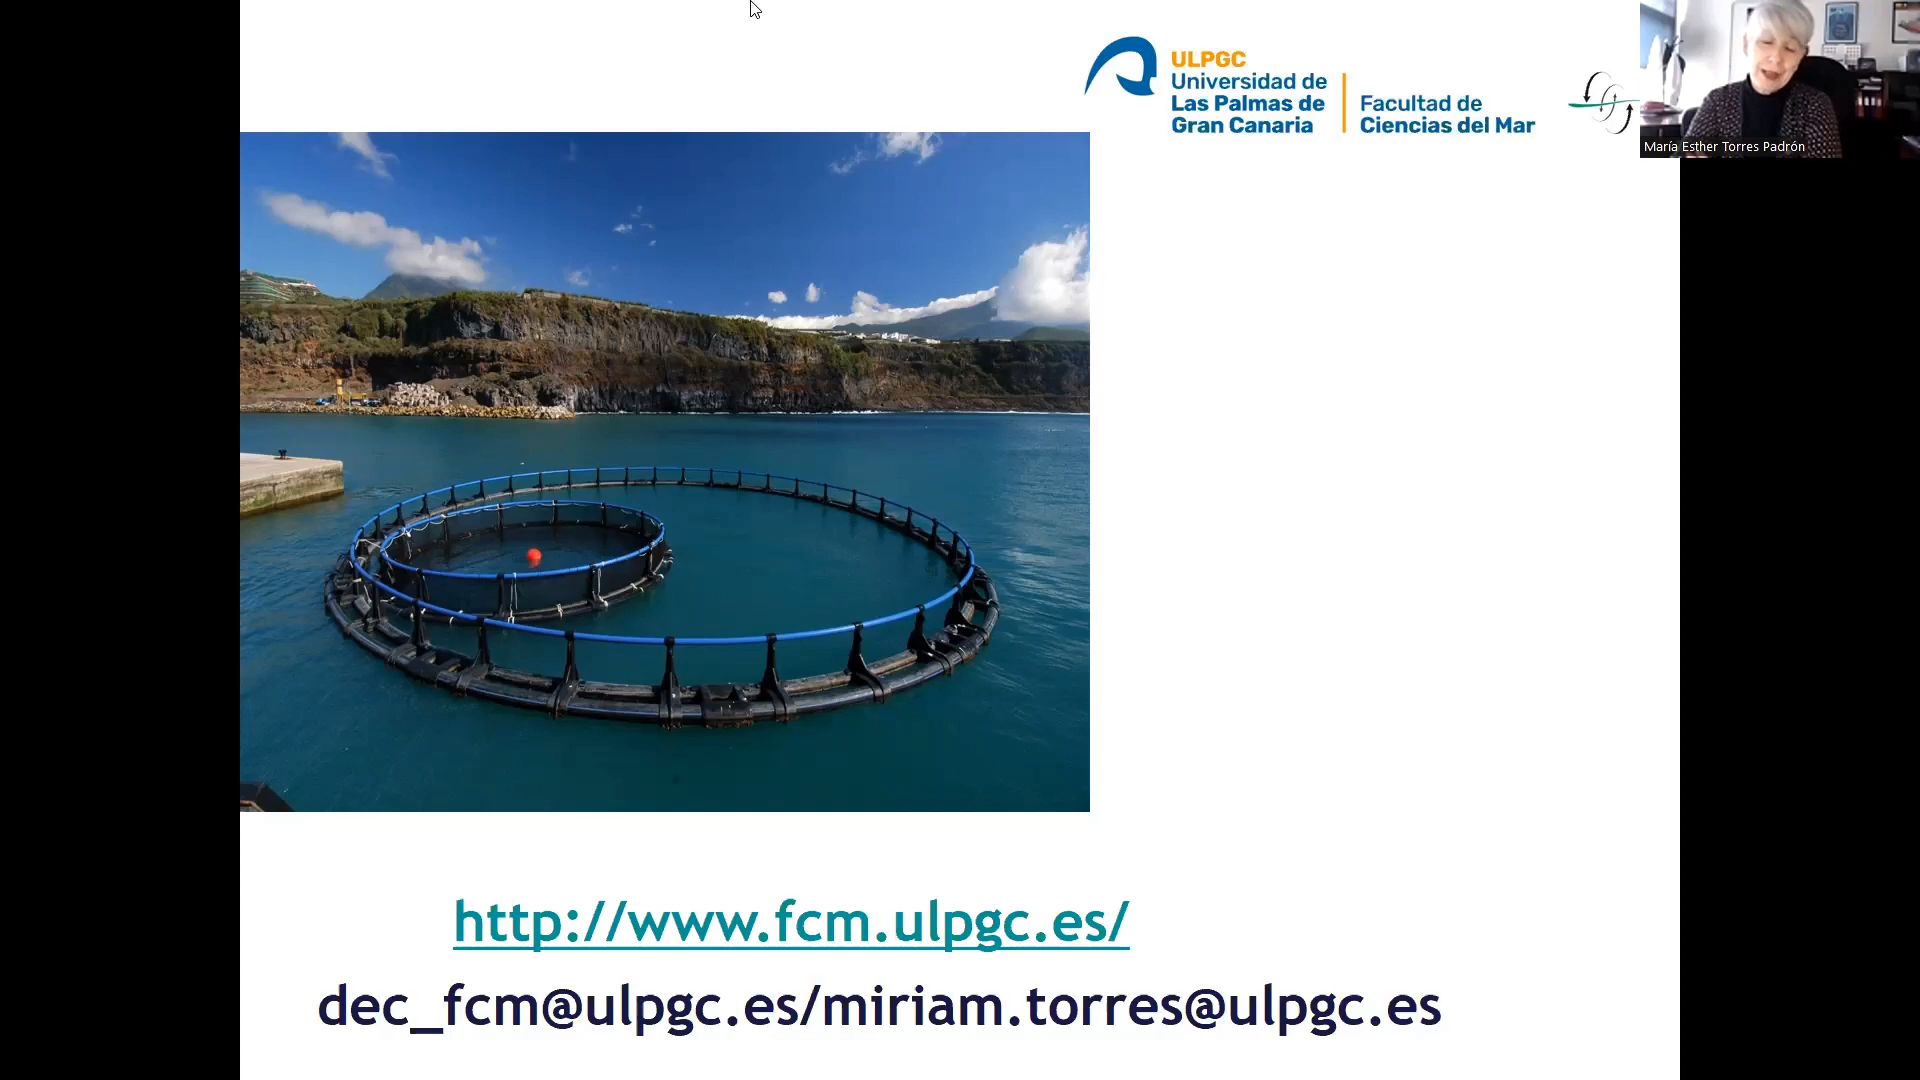 ULPGC
Universidad de
Las Palmas de
Gran Canaria
Facultad de
Ciencias del Mar
María Esther Torres Padrón
http://www.fcm.ulpgc.es/
dec_fcm@ulpgc.es/miriam.torres@ulpgc.es